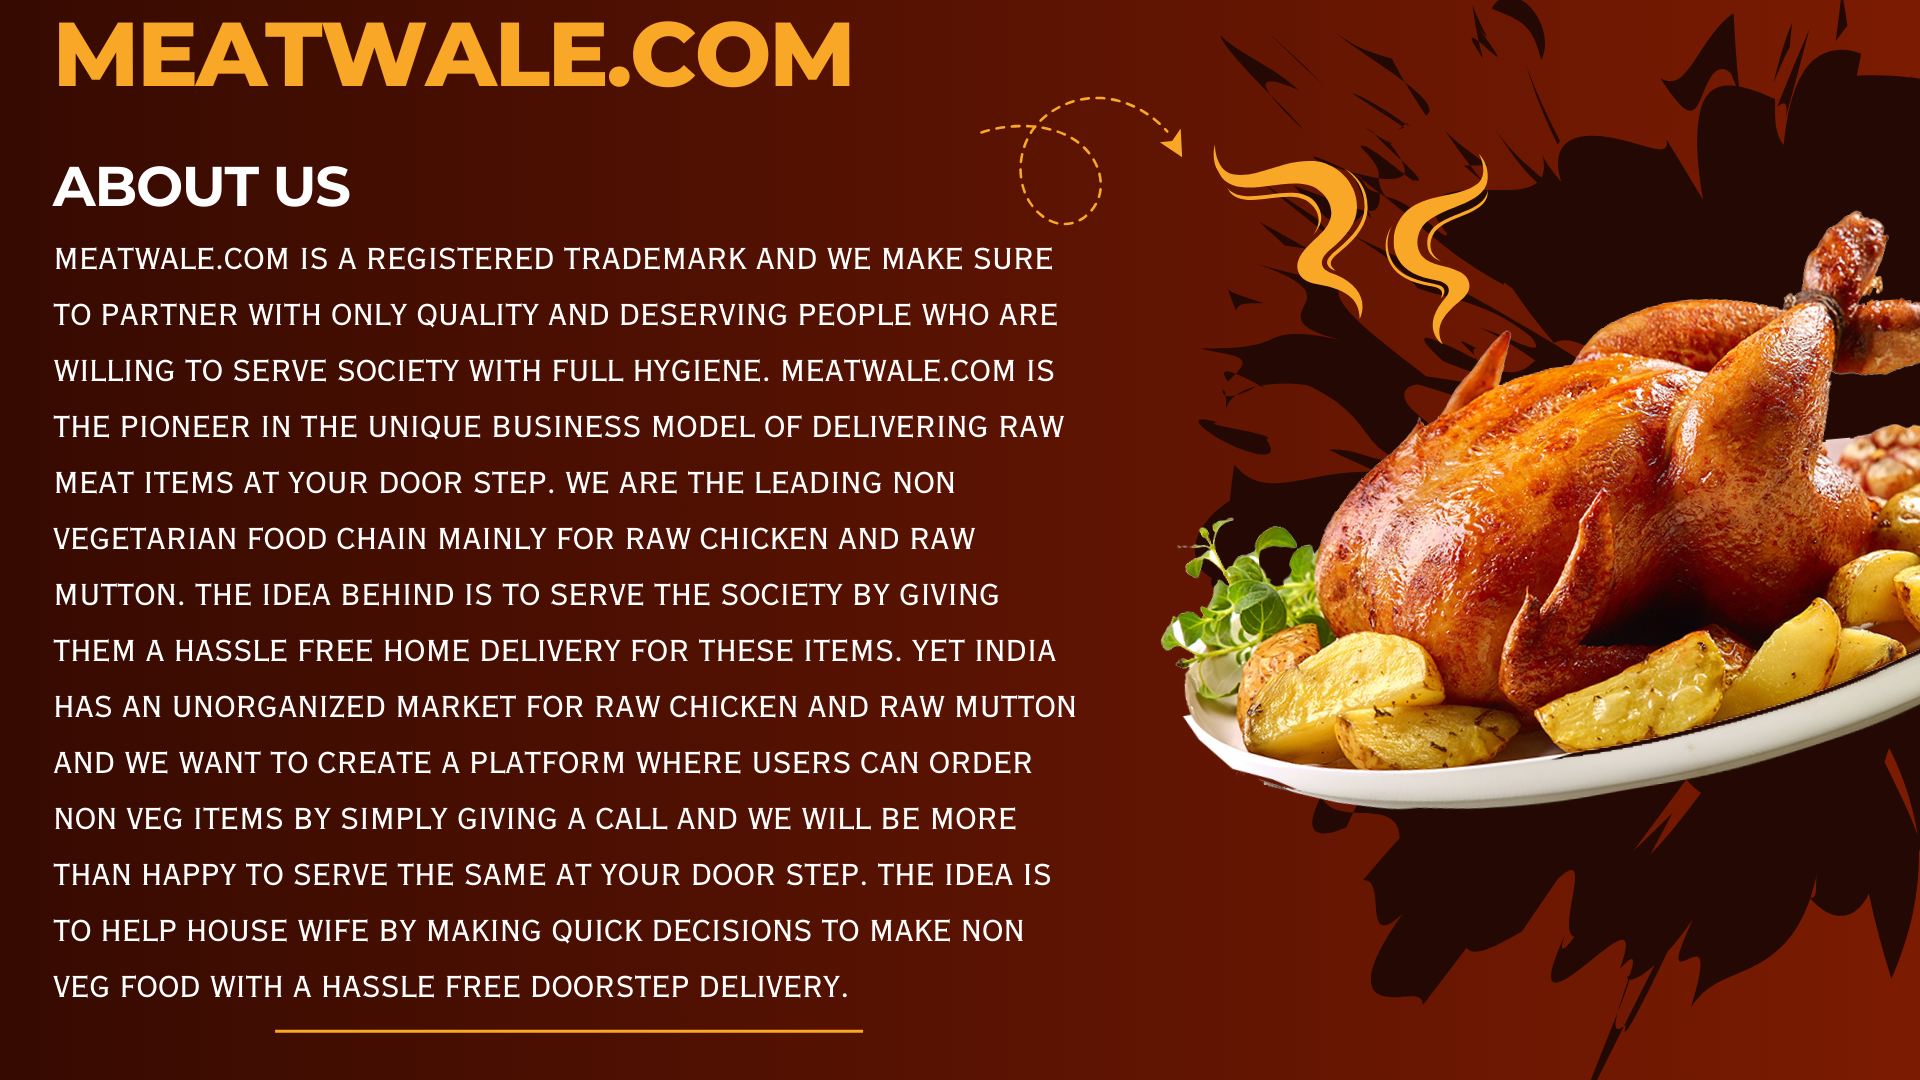 MEATWALE.COM
ABOUT US
MEATWALE.COM IS A REGISTERED TRADEMARK AND WE MAKE SURE
TO PARTNER WITH ONLY QUALITY AND DESERVING PEOPLE WHO ARE
WILLING TO SERVE SOCIETY WITH FULL HYGIENE. MEATWALE.COM IS
THE PIONEER IN THE UNIQUE BUSINESS MODEL OF DELIVERING RAW
MEAT ITEMS AT YOUR DOOR STEP. WE ARE THE LEADING NON
VEGETARIAN FOOD CHAIN MAINLY FOR RAW CHICKEN AND RAW
MUTTON. THE IDEA BEHIND IS TO SERVE THE SOCIETY BY GIVING
THEM A HASSLE FREE HOME DELIVERY FOR THESE ITEMS. YET INDIA
HAS AN UNORGANIZED MARKET FOR RAW CHICKEN AND RAW MUTTON
AND WE WANT TO CREATE A PLATFORM WHERE USERS CAN ORDER
NON VEG ITEMS BY SIMPLY GIVING A CALL AND WE WILL BE MORE
THAN HAPPY TO SERVE THE SAME AT YOUR DOOR STEP. THE IDEA IS
TO HELP HOUSE WIFE BY MAKING QUICK DECISIONS TO MAKE NON
VEG FOOD WITH A HASSLE FREE DOORSTEP DELIVERY.